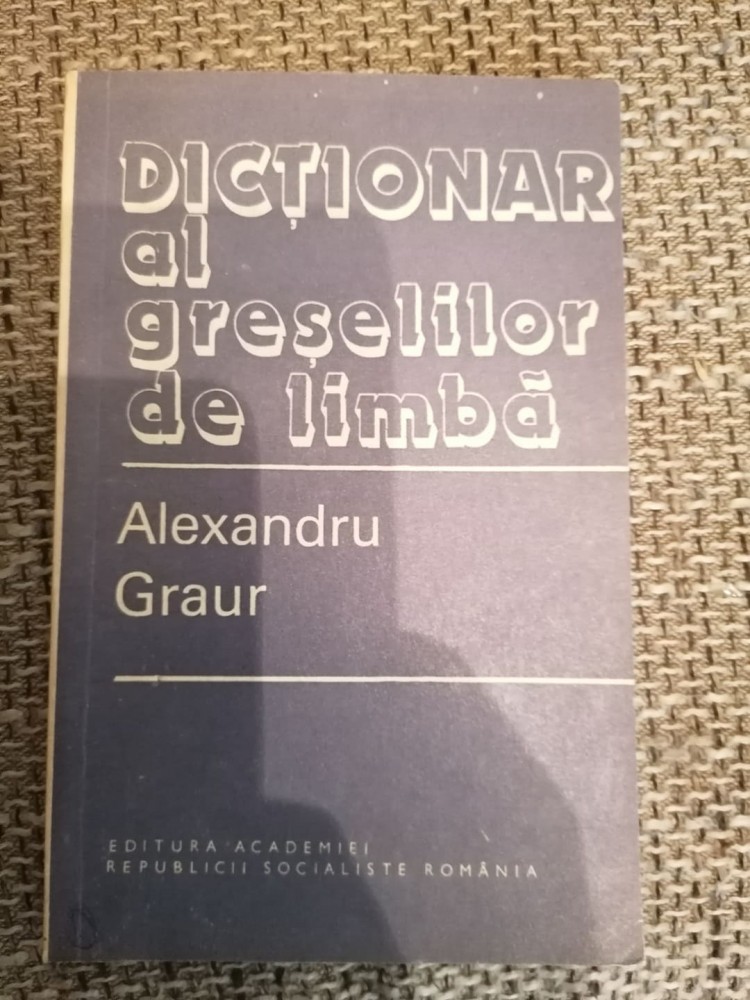 DICȚIONAR
al
greșelilor
de limbă
Alexandru
Graur
EDITURA ACADEMIEI
REPUBLICII SOCIALISTE ROMÂNIA